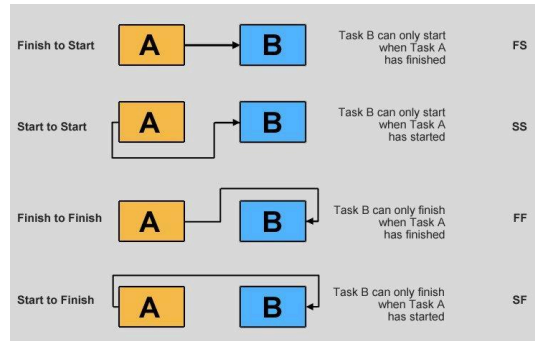 Finish to Start
A
B
Task B can only start
when Task A
has finished
FS
Start to Start
A
B
Task B can only start
when Task A
has started
SS
Finish to Finish
A
B
Task B can only finish
when Task A
has finished
FF
Start to Finish
A
B
Task B can only finish
when Task A
has started
SF